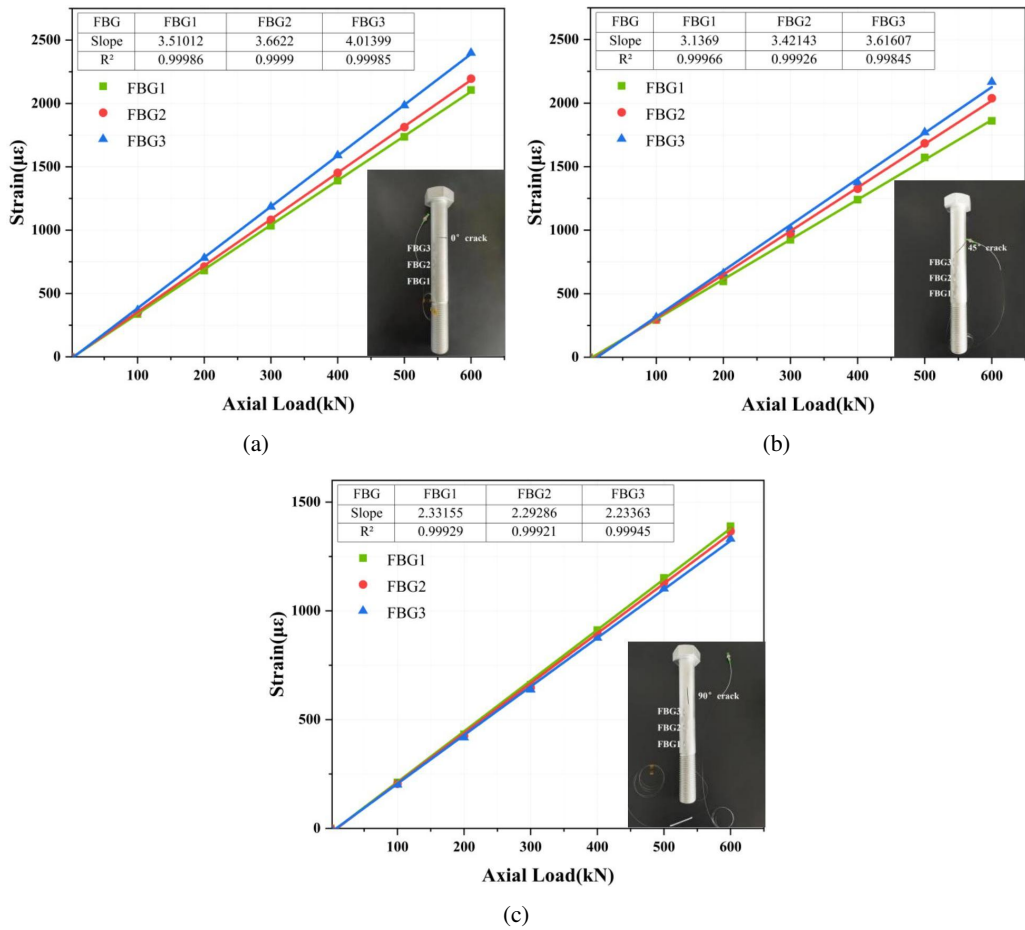 FBG FBG1 FBG2 FBG3
Slope 3.51012 3.6622 4.01399
R² 0.99986 0.9999 0.99985
FBG1
FBG2
FBG3
2500
2000
1500
1000
500
0
Strain(με)
0° crack
FBG3
FBG2
FBG1
100 200 300 400 500 600
Axial Load(kN)
(a)
FBG FBG1 FBG2 FBG3
Slope 3.1369 3.42143 3.61607
R² 0.99966 0.99926 0.99845
FBG1
FBG2
FBG3
2500
2000
1500
1000
500
0
Strain(με)
45° crack
FBG3
FBG2
FBG1
100 200 300 400 500 600
Axial Load(kN)
(b)
FBG FBG1 FBG2 FBG3
Slope 2.33155 2.29286 2.23363
R² 0.99929 0.99921 0.99945
FBG1
FBG2
FBG3
1500
1000
500
0
Strain(με)
90° crack
FBG3
FBG2
FBG1
100 200 300 400 500 600
Axial Load(kN)
(c)